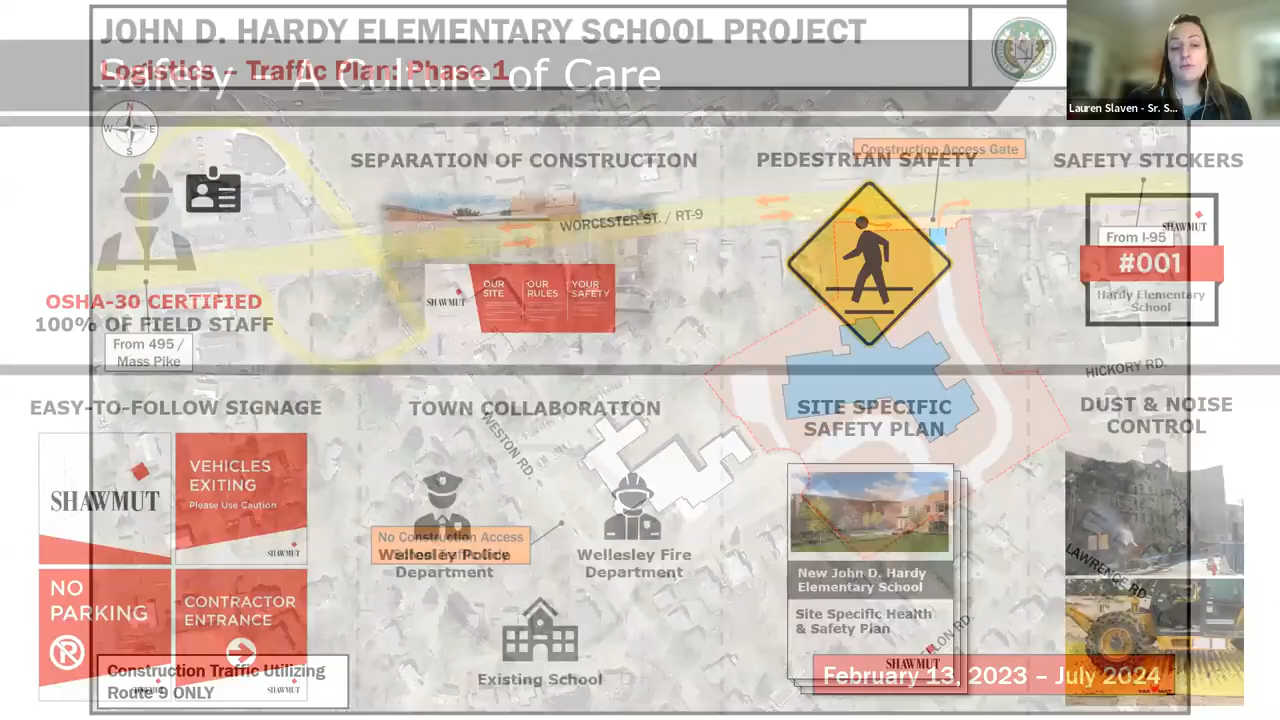 JOHN D. HARDY ELEMENTARY SCHOOL PROJECT
Logistics – Traffic Plan: Phase 1
Safety – A Culture of Care
Lauren Slaven - Sr. S...
N
W E
S
Construction Access Gate
SEPARATION OF CONSTRUCTION
PEDESTRIAN SAFETY
SAFETY STICKERS
WORCESTER ST. / RT-9
From I-95
SHAWMUT
#001
Hardy Elementary
School
SHAWMUT
OUR
SITE
OUR
RULES
YOUR
SAFETY
OSHA-30 CERTIFIED
100% OF FIELD STAFF
From 495 /
Mass Pike
HICKORY RD.
EASY-TO-FOLLOW SIGNAGE
TOWN COLLABORATION
SITE SPECIFIC
SAFETY PLAN
DUST & NOISE
CONTROL
WESTON RD.
SHAWMUT
VEHICLES
EXITING
Please Use Caution
SHAWMUT
No Construction Access
Wellesley Police
Department
Wellesley Fire
Department
LAWRENCE RD.
New John D. Hardy
Elementary School
Site Specific Health
& Safety Plan
SHAWMUT
NO
PARKING
CONTRACTOR
ENTRANCE
SHAWMUT
Existing School
Construction Traffic Utilizing
Route 9 ONLY
February 13, 2023 – July 2024